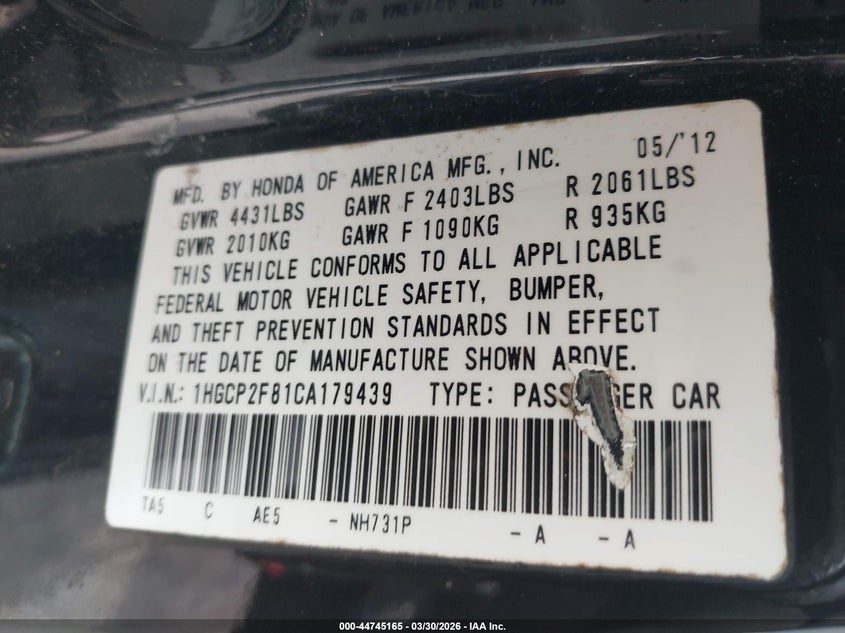 MFD. BY HONDA OF AMERICA MFG., INC. 05/'12
GVWR 4431LBS GAWR F 2403LBS R 2061LBS
GVWR 2010KG GAWR F 1090KG R 935KG
THIS VEHICLE CONFORMS TO ALL APPLICABLE
FEDERAL MOTOR VEHICLE SAFETY, BUMPER,
AND THEFT PREVENTION STANDARDS IN EFFECT
ON THE DATE OF MANUFACTURE SHOWN ABOVE.
V.I.N.: 1HGCP2F81CA179439 TYPE: PASSENGER CAR
TA5 C AE5 - NH731P - A - A
000-44745165 - 03/30/2026 - IAA Inc.